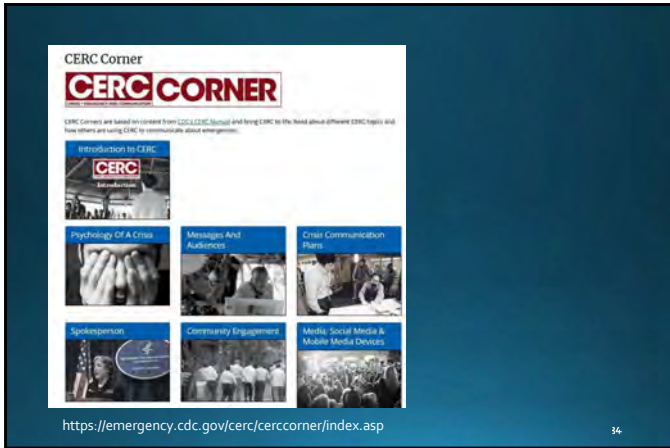 CERC Corner
CERC CORNER
CERC Corners are based on content from CDC's CERC Manual and bring CERC to life. Read about different CERC topics and
how others are using CERC to communicate about emergencies.
Introduction to CERC
CERC
Introduction
Psychology Of A Crisis
Messages And
Audiences
Crisis Communication
Plans
Spokesperson
Community Engagement
Media: Social Media &
Mobile Media Devices
https://emergency.cdc.gov/cerc/cerccorner/index.asp
34